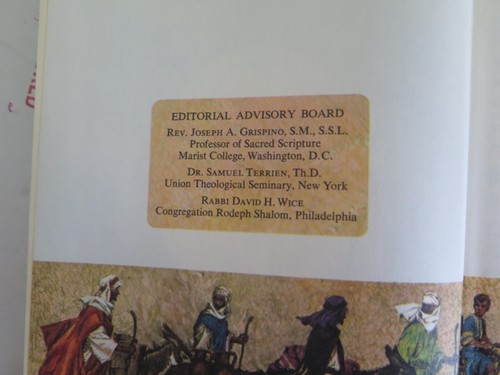 EDITORIAL ADVISORY BOARD
REV. JOSEPH A. GRISPINO, S.M., S.S.L.
Professor of Sacred Scripture
Marist College, Washington, D.C.
DR. SAMUEL TERRIEN, Th.D.
Union Theological Seminary, New York
RABBI DAVID H. WICE
Congregation Rodeph Shalom, Philadelphia